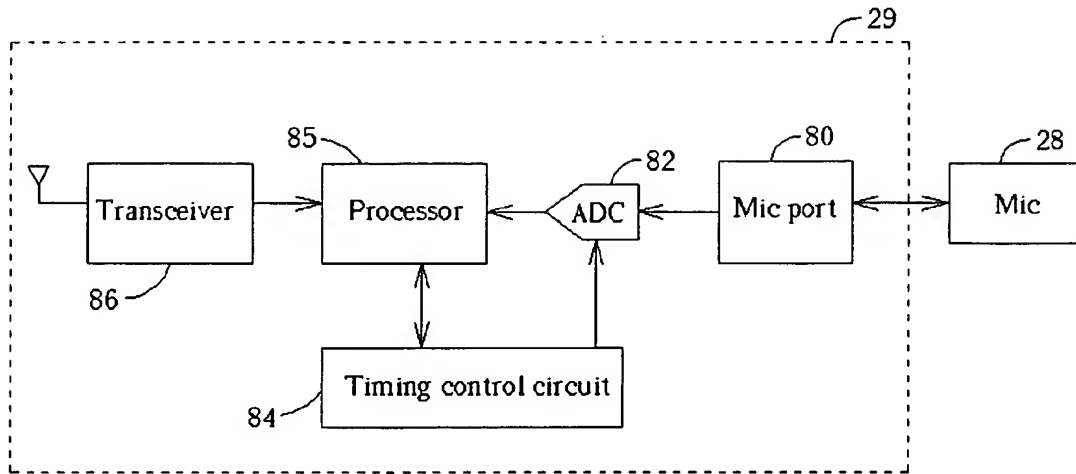 29
85
82
80
28
Transceiver
Processor
ADC
Mic port
Mic
86
Timing control circuit
84